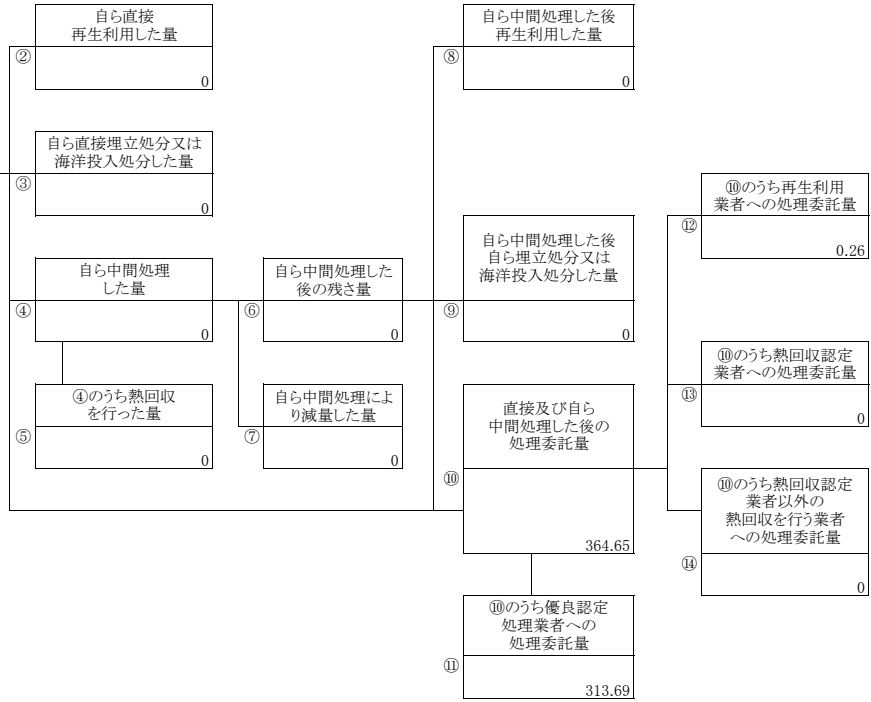 自ら直接
再生利用した量
②
0
自ら直接埋立処分又は
海洋投入処分した量
③
0
自ら中間処理
した量
④
0
④のうち熱回収
を行った量
⑤
0
自ら中間処理した
後の残さ量
⑥
0
自ら中間処理によ
り減量した量
⑦
0
自ら中間処理した後
再生利用した量
⑧
0
自ら中間処理した後
自ら埋立処分又は
海洋投入処分した量
⑨
0
直接及び自ら
中間処理した後の
処理委託量
⑩
364.65
⑩のうち優良認定
処理業者への
処理委託量
⑪
313.69
⑩のうち再生利用
業者への処理委託量
⑫
0.26
⑩のうち熱回収認定
業者への処理委託量
⑬
0
⑩のうち熱回収認定
業者以外の
熱回収を行う業者
への処理委託量
⑭
0